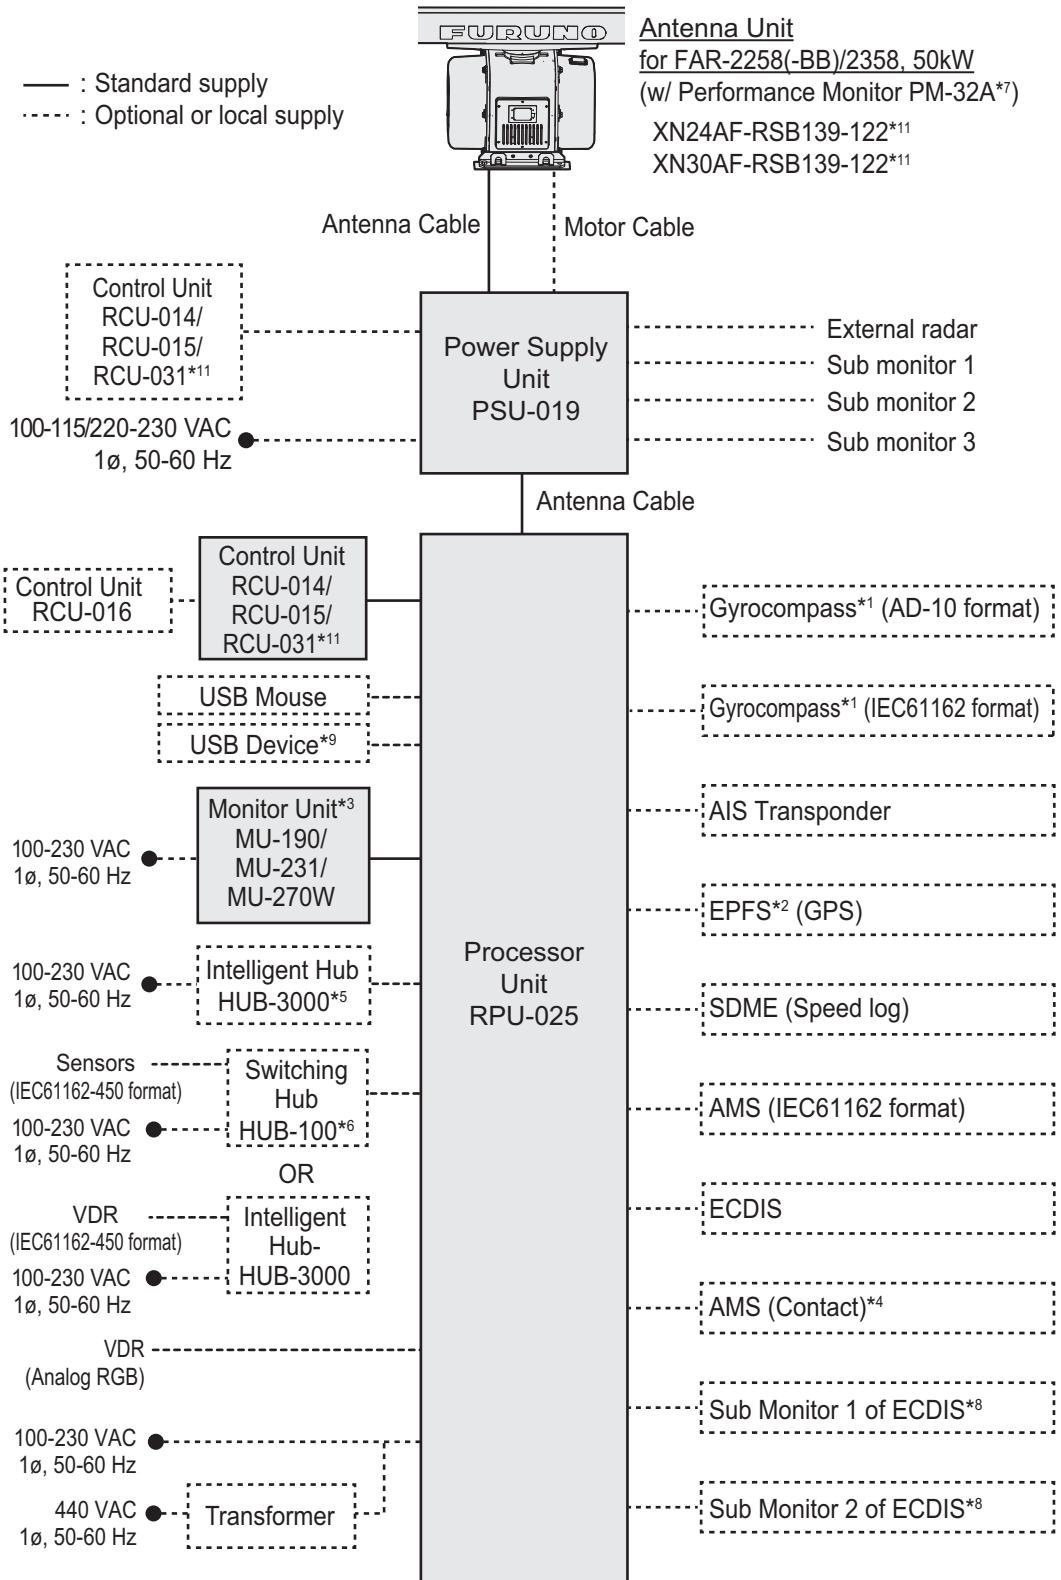 FURUNO
Antenna Unit
for FAR-2258(-BB)/2358, 50kW
(w/ Performance Monitor PM-32A*7)
XN24AF-RSB139-122*11
XN30AF-RSB139-122*11
: Standard supply
: Optional or local supply
Antenna Cable
Motor Cable
Control Unit
RCU-014/
RCU-015/
RCU-031*11
100-115/220-230 VAC
1ø, 50-60 Hz
Power Supply
Unit
PSU-019
External radar
Sub monitor 1
Sub monitor 2
Sub monitor 3
Antenna Cable
Control Unit
RCU-016
Control Unit
RCU-014/
RCU-015/
RCU-031*11
USB Mouse
USB Device*9
100-230 VAC
1ø, 50-60 Hz
Monitor Unit*3
MU-190/
MU-231/
MU-270W
100-230 VAC
1ø, 50-60 Hz
Intelligent Hub
HUB-3000*5
Sensors
(IEC61162-450 format)
100-230 VAC
1ø, 50-60 Hz
Switching
Hub
HUB-100*6
OR
VDR
(IEC61162-450 format)
100-230 VAC
1ø, 50-60 Hz
Intelligent
Hub-
HUB-3000
VDR
(Analog RGB)
100-230 VAC
1ø, 50-60 Hz
440 VAC
1ø, 50-60 Hz
Transformer
Processor
Unit
RPU-025
Gyrocompass*1 (AD-10 format)
Gyrocompass*1 (IEC61162 format)
AIS Transponder
EPFS*2 (GPS)
SDME (Speed log)
AMS (IEC61162 format)
ECDIS
AMS (Contact)*4
Sub Monitor 1 of ECDIS*8
Sub Monitor 2 of ECDIS*8